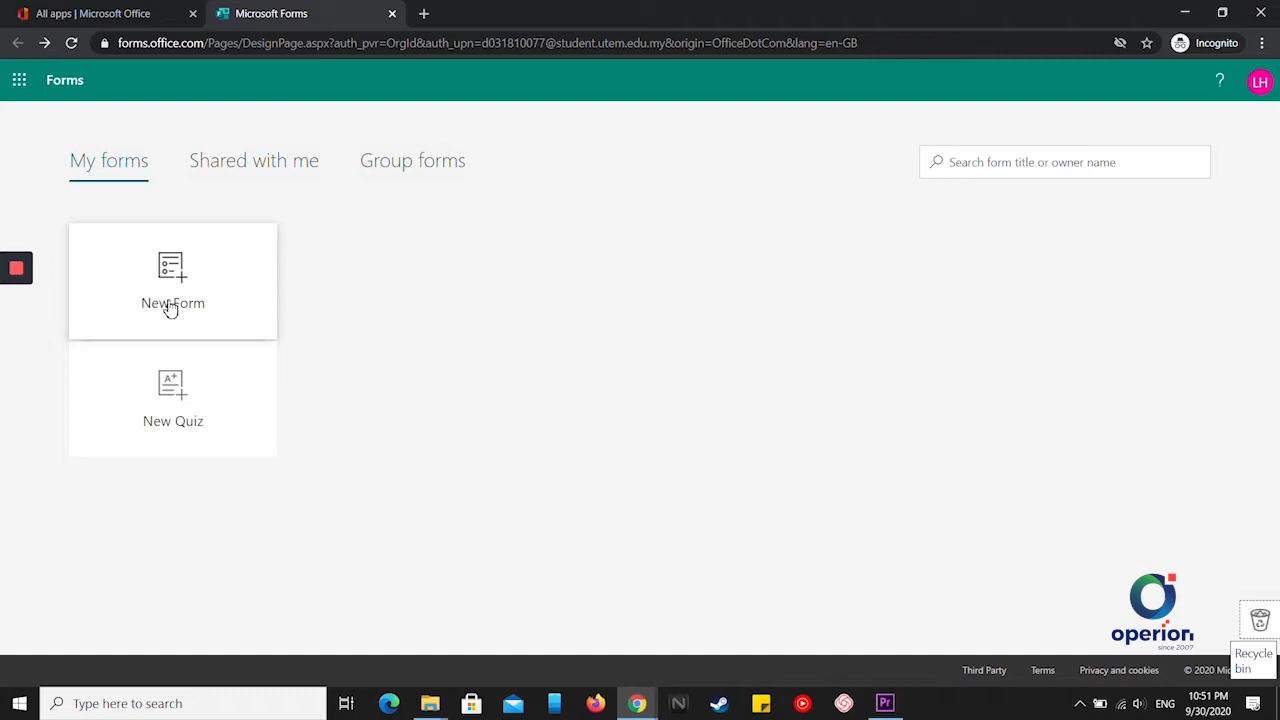 All apps | Microsoft Office
Microsoft Forms
forms.office.com/Pages/DesignPage.aspx?auth_pvr=OrgId&auth_upn=d031810077@student.utem.edu.my&origin=OfficeDotCom&lang=en-GB
Incognito
Forms
?
LH
My forms
Shared with me
Group forms
Search form title or owner name
New Form
A+
New Quiz
operion
since 2007
Recycle
bin
Third Party
Terms
Privacy and cookies
© 2020 Mic
Type here to search
N
Pr
ENG
10:51 PM
9/30/2020